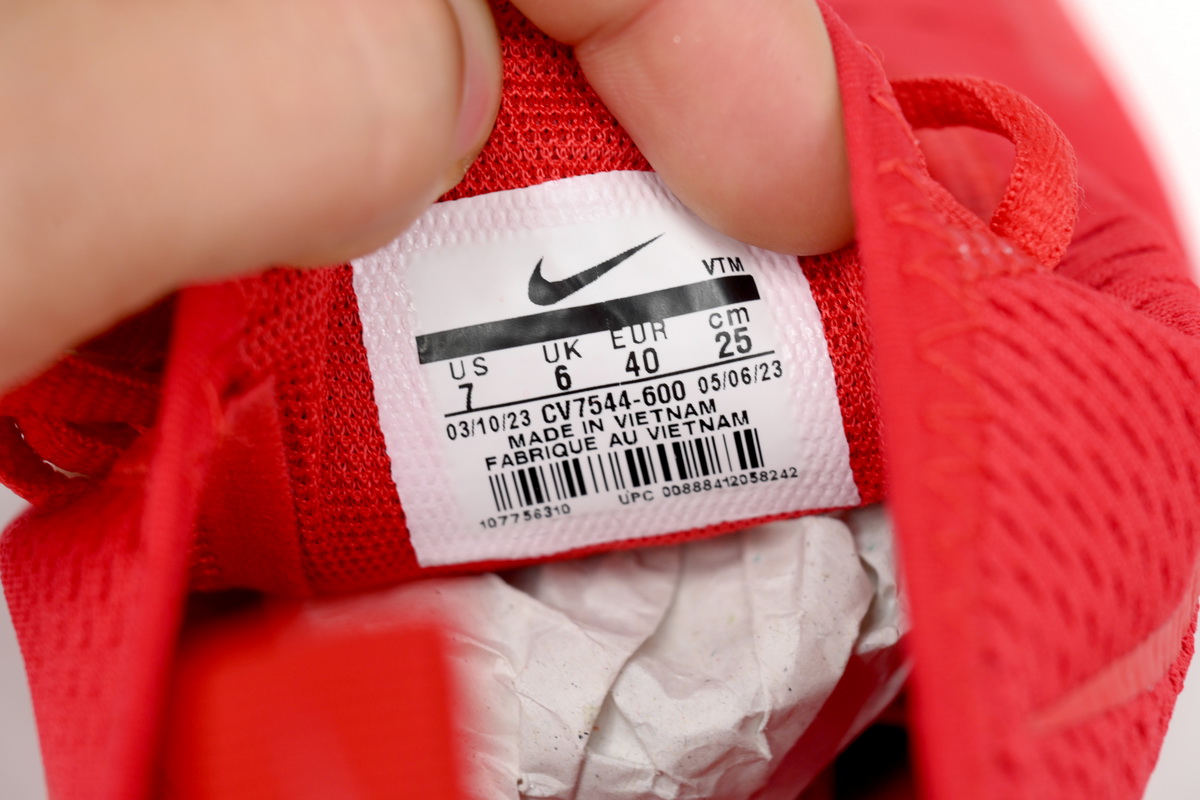 VTM
US UK EUR cm
7 6 40 25
03/10/23 CV7544-600 05/06/23
MADE IN VIETNAM
FABRIQUE AU VIETNAM
107756310 UPC 00888412058242